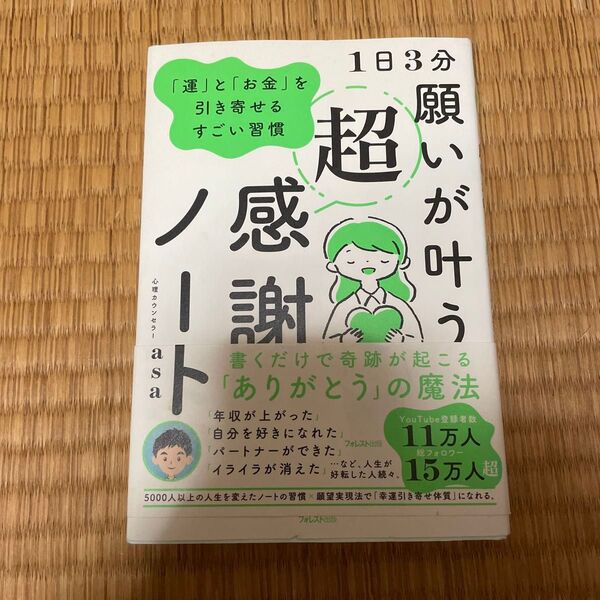 1日3分
願いが叶う
超
感謝
ノート
「運」と「お金」を
引き寄せる
すごい習慣
心理カウンセラー
asa
書くだけで奇跡が起こる
「ありがとう」の魔法
「年収が上がった」
「自分を好きになれた」
「パートナーができた」
「イライラが消えた」
…など、人生が
好転した人続々。
フォレスト出版
YouTube登録者数
11万人
総フォロワー
15万人超
5000人以上の人生を変えたノートの習慣×願望実現法で「幸運引き寄せ体質」になれる。
フォレスト出版